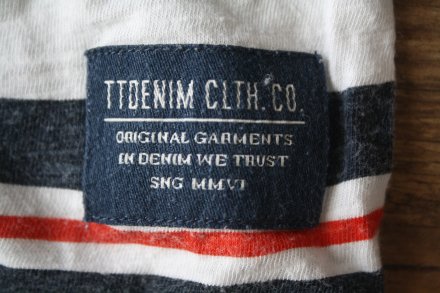 TTDENIM CLTH. CO.
ORIGINAL GARMENTS
IN DENIM WE TRUST
SNG MMVI